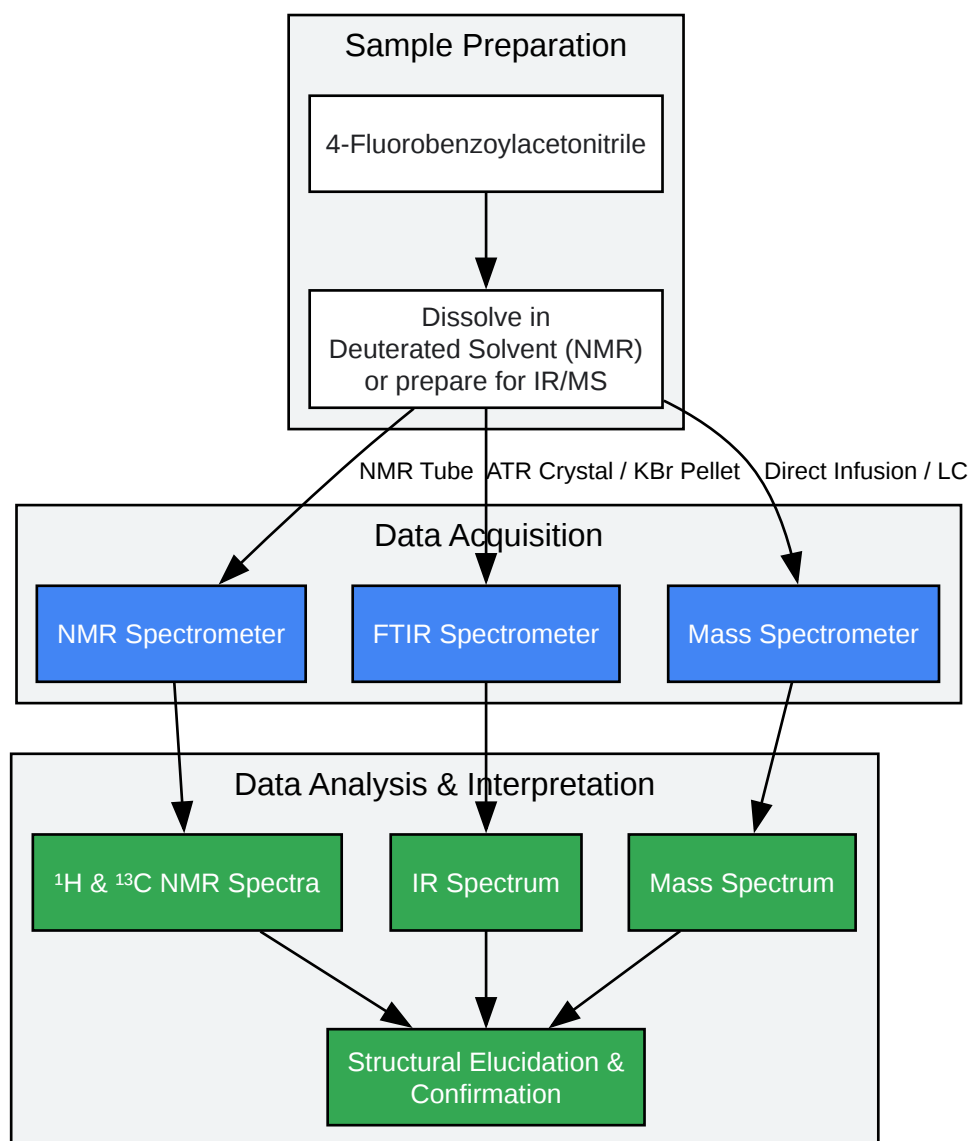 Sample Preparation
4-Fluorobenzoylacetonitrile
Dissolve in
Deuterated Solvent (NMR)
or prepare for IR/MS
NMR Tube
ATR Crystal / KBr Pellet
Direct Infusion / LC
Data Acquisition
NMR Spectrometer
FTIR Spectrometer
Mass Spectrometer
Data Analysis & Interpretation
¹H & ¹³C NMR Spectra
IR Spectrum
Mass Spectrum
Structural Elucidation &
Confirmation